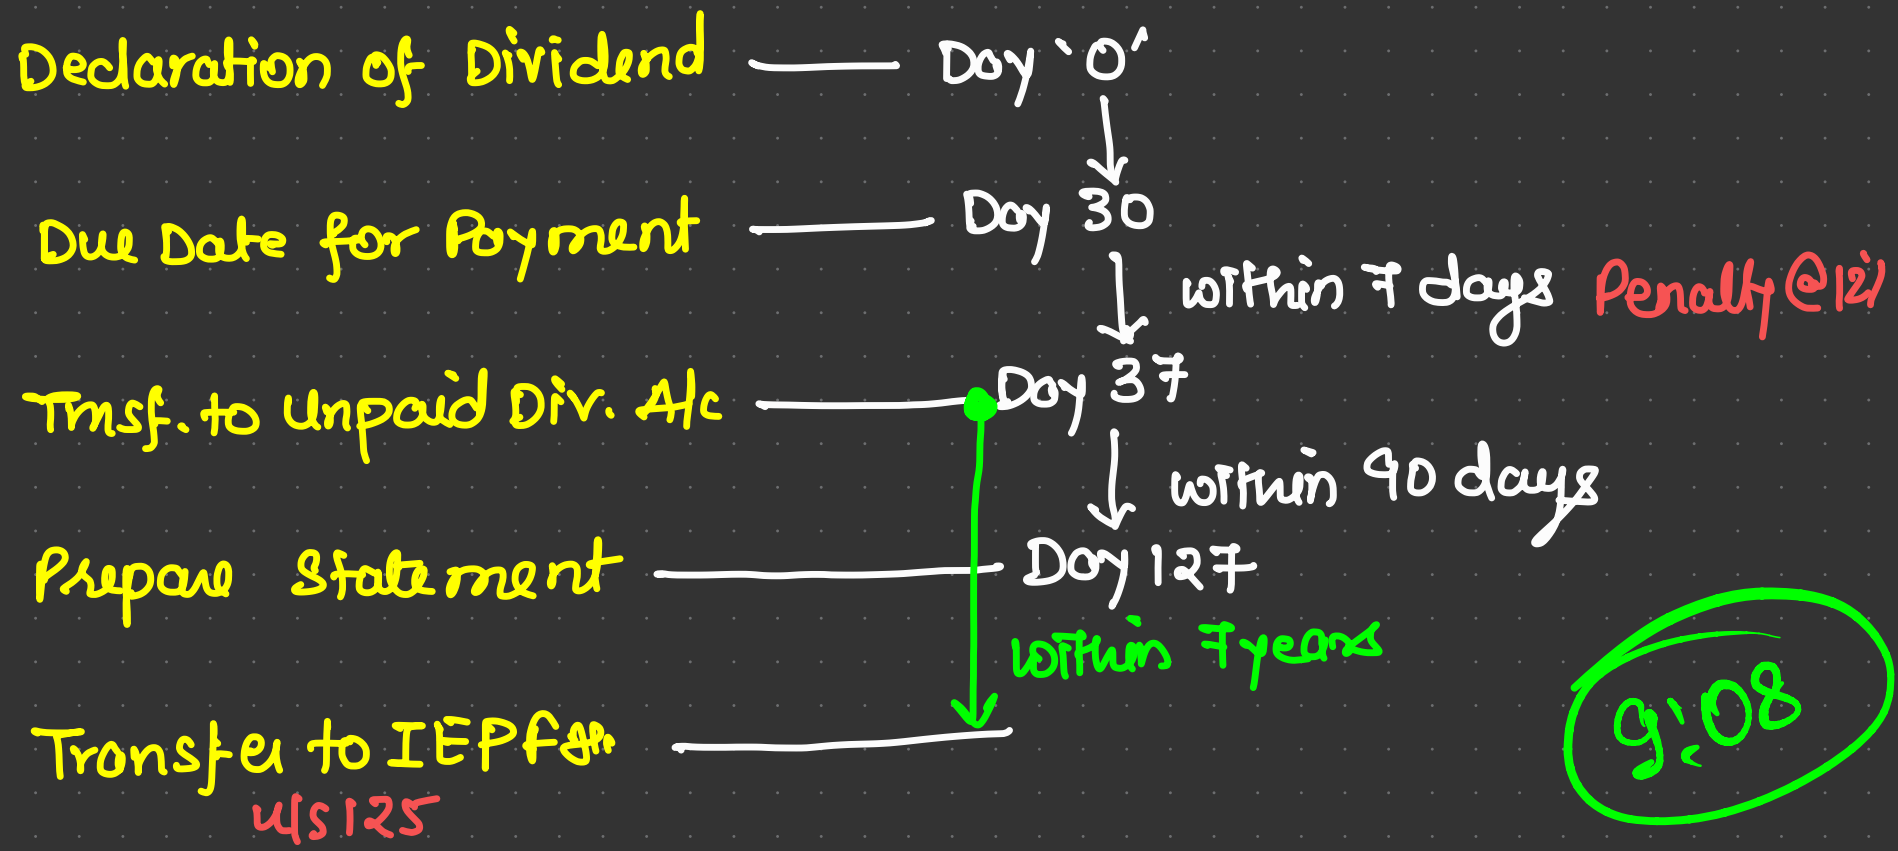 Declaration of Dividend — Day '0'
Due Date for Payment — Day 30
within 7 days Penalty @12%
Trnsf. to Unpaid Div. A/c — Day 37
within 90 days
Prepare Statement — Day 127
within 7 years
Transfer to IEPF
u/s 125
9:08